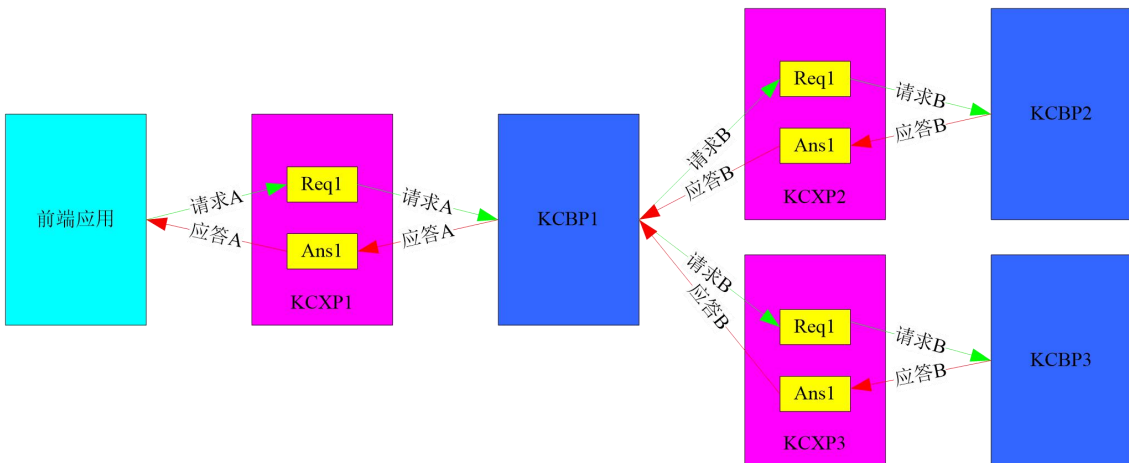 前端应用
请求A
应答A
Req1
Ans1
KCXP1
请求A
应答A
KCBP1
请求B
应答B
Req1
Ans1
KCXP2
请求B
应答B
KCBP2
请求B
应答B
Req1
Ans1
KCXP3
请求B
应答B
KCBP3